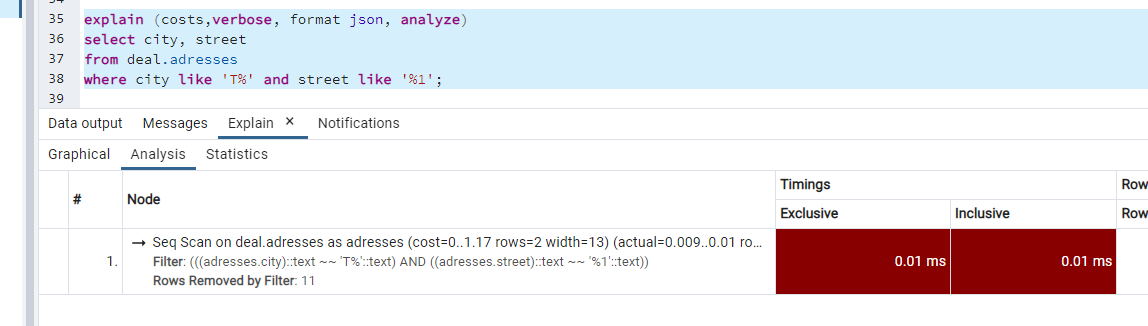 35 explain (costs,verbose, format json, analyze)
36 select city, street
37 from deal.adresses
38 where city like 'T%' and street like '%1';
39
Data output Messages Explain × Notifications
Graphical Analysis Statistics
# Node Timings Row
Exclusive Inclusive Row
1. → Seq Scan on deal.adresses as adresses (cost=0..1.17 rows=2 width=13) (actual=0.009..0.01 ro... 0.01 ms 0.01 ms
Filter: (((adresses.city)::text ~~ 'T%'::text) AND ((adresses.street)::text ~~ '%1'::text))
Rows Removed by Filter: 11